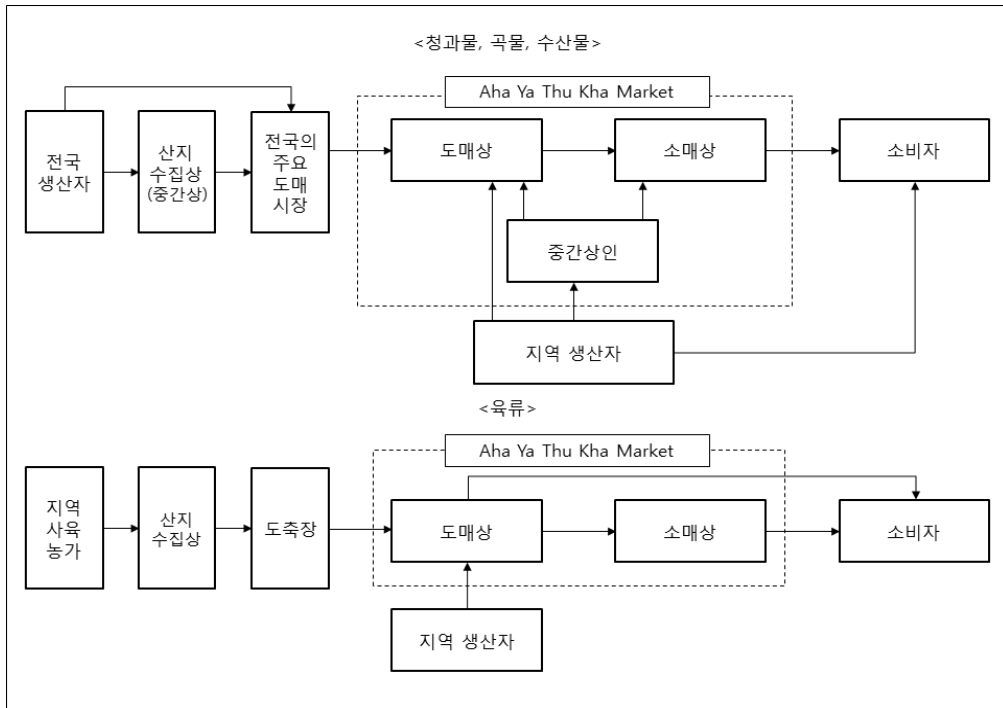 <청과물, 곡물, 수산물>
Aha Ya Thu Kha Market
전국
생산자
산지
수집상
(중간상)
전국의
주요
도매
시장
도매상
소매상
소비자
중간상인
지역 생산자
<육류>
Aha Ya Thu Kha Market
지역
사육
농가
산지
수집상
도축장
도매상
소매상
소비자
지역 생산자